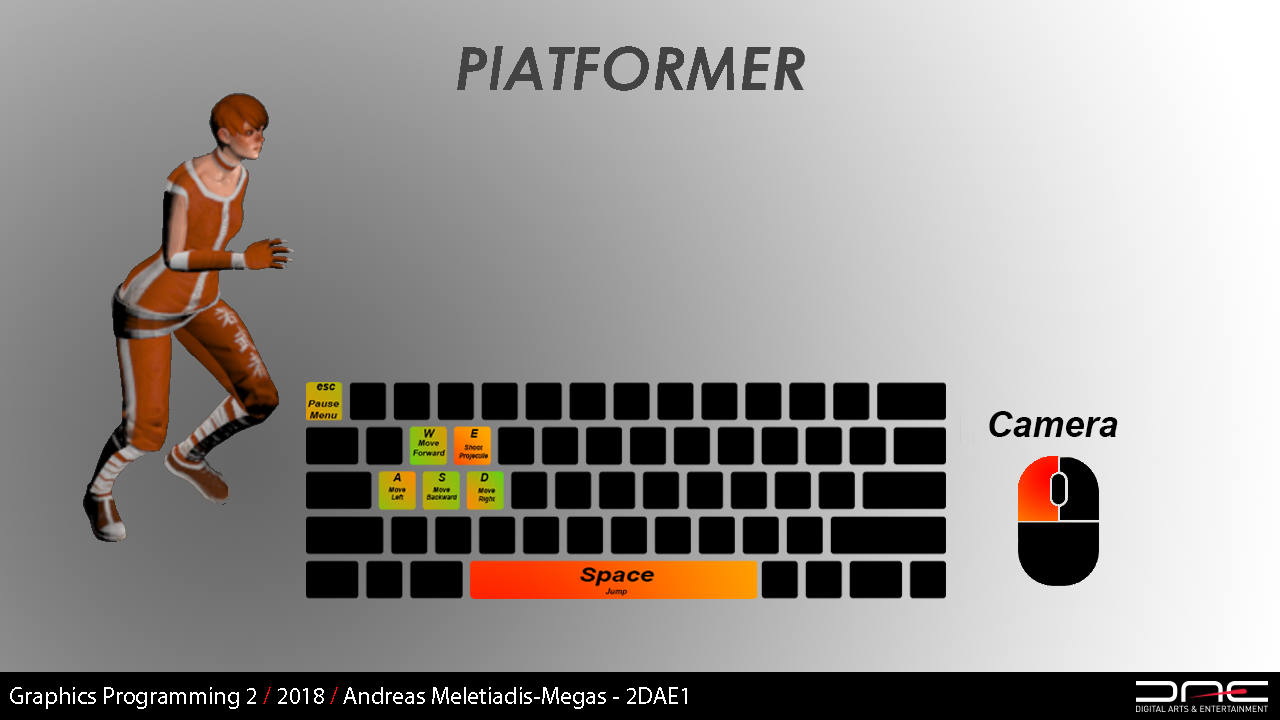 PlATFORMER
esc
Pause
Menu
W
Move
Forward
E
Shoot
Projectile
A
Move
Left
S
Move
Backward
D
Move
Right
Space
Jump
Camera
Graphics Programming 2 / 2018 / Andreas Meletiadis-Megas - 2DAE1
DAE
DIGITAL ARTS & ENTERTAINMENT